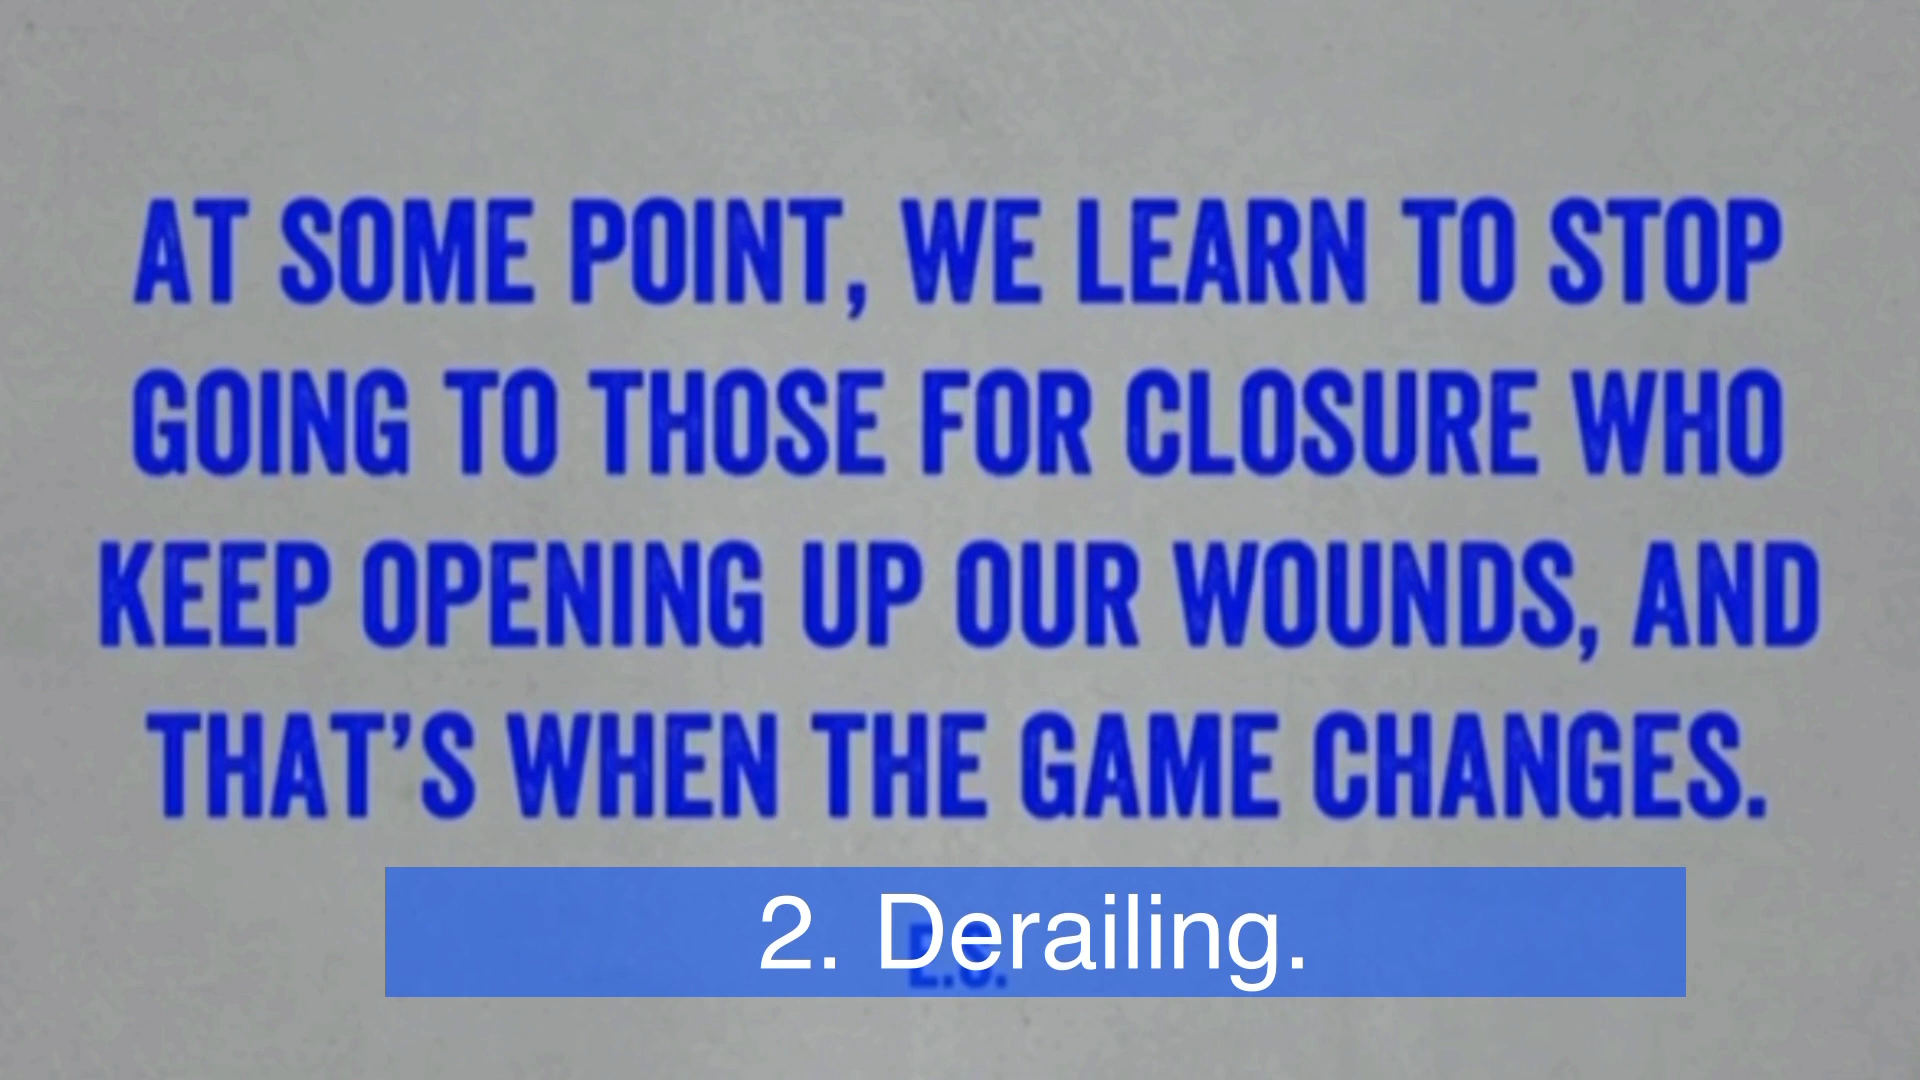 AT SOME POINT, WE LEARN TO STOP
GOING TO THOSE FOR CLOSURE WHO
KEEP OPENING UP OUR WOUNDS, AND
THAT’S WHEN THE GAME CHANGES.
2. Derailing.